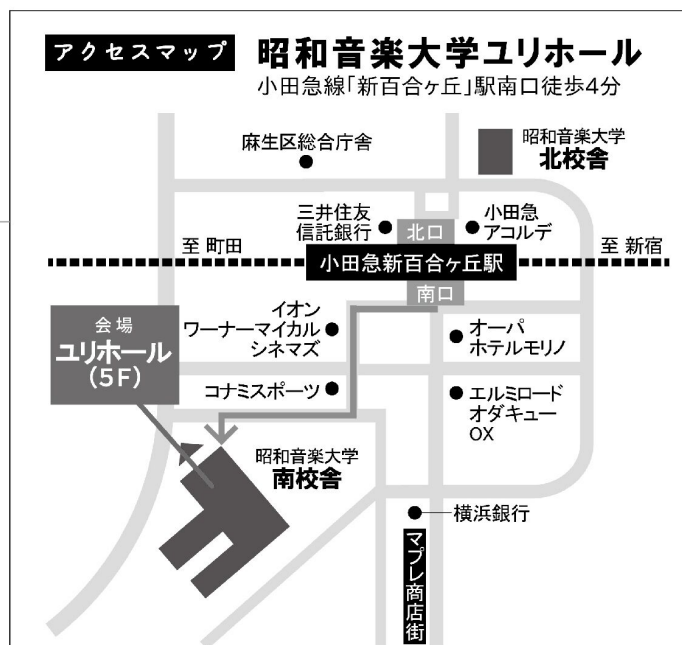 アクセスマップ
昭和音楽大学ユリホール
小田急線「新百合ヶ丘」駅南口徒歩4分
麻生区総合庁舎
昭和音楽大学
北校舎
三井住友
信託銀行
北口
小田急
アコルデ
至 町田
至 新宿
小田急新百合ヶ丘駅
南口
会場
ユリホール
(5F)
イオン
ワーナーマイカル
シネマズ
オーパ
ホテルモリノ
コナミスポーツ
エルミロード
オダキュー
OX
昭和音楽大学
南校舎
横浜銀行
マプレ商店街